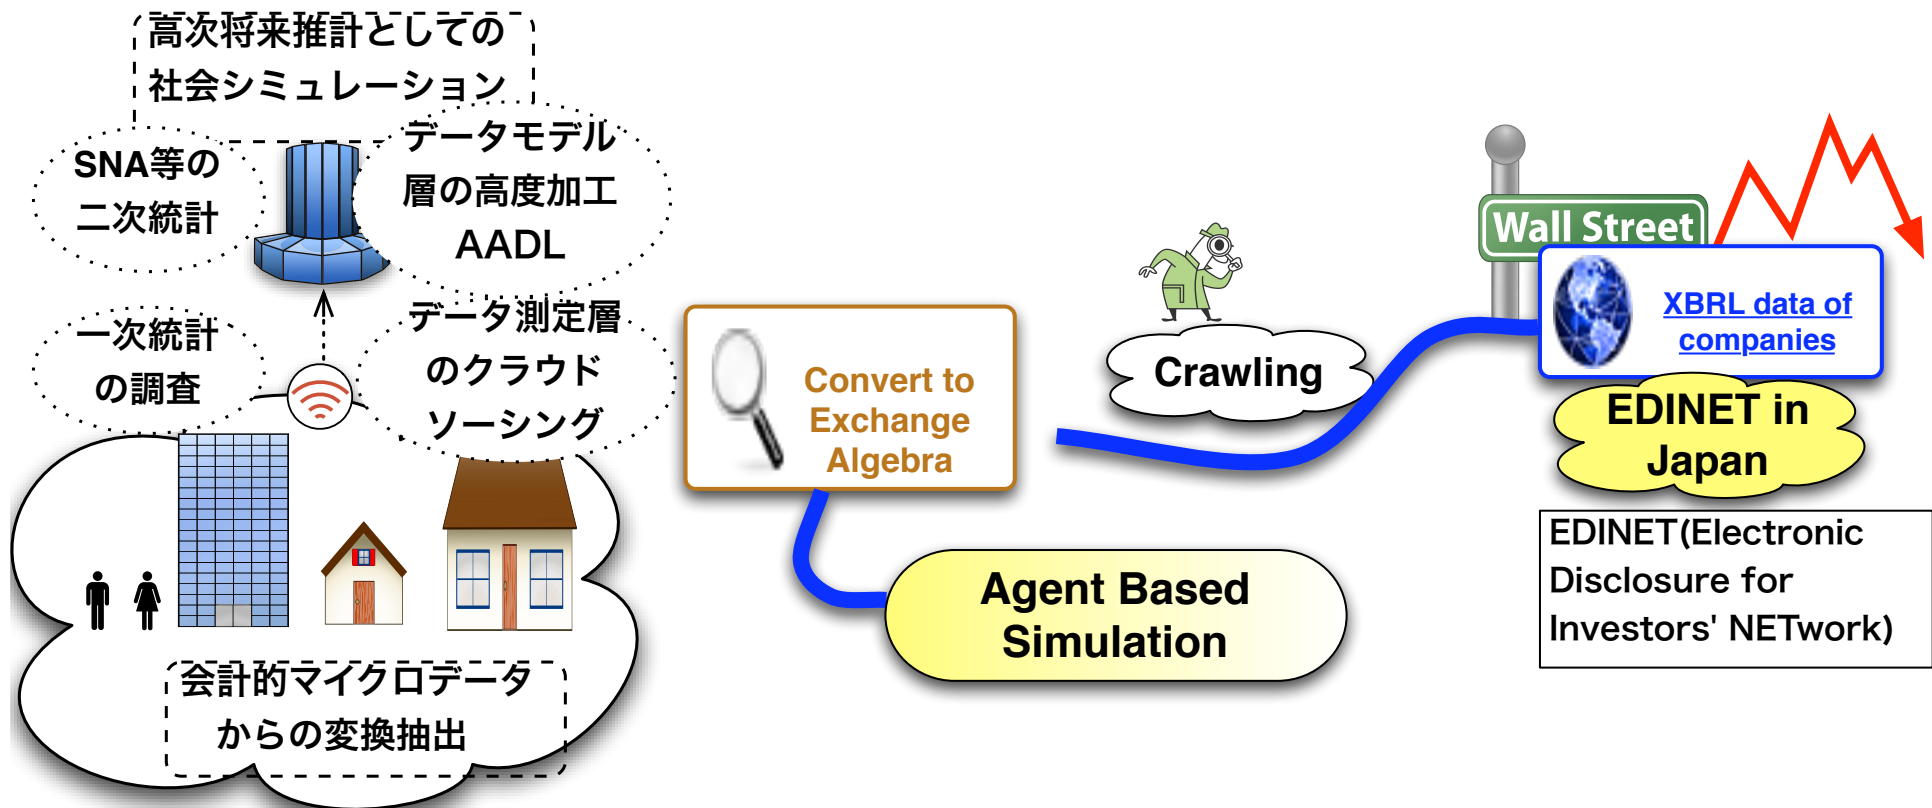 高次将来推計としての
社会シミュレーション
SNA等の
二次統計
データモデル
層の高度加工
AADL
一次統計
の調査
データ測定層
のクラウド
ソーシング
会計的マイクロデータ
からの変換抽出
Convert to
Exchange
Algebra
Agent Based
Simulation
Crawling
Wall Street
XBRL data of
companies
EDINET in
Japan
EDINET(Electronic
Disclosure for
Investors' NETwork)